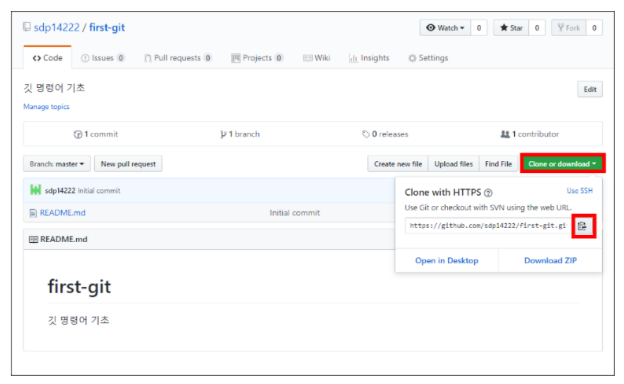 sdp14222 / first-git
Watch 0 Star 0 Fork 0
Code Issues 0 Pull requests 0 Projects 0 Wiki Insights Settings
깃 명령어 기초 Edit
Manage topics
1 commit 1 branch 0 releases 1 contributor
Branch: master New pull request Create new file Upload files Find File Clone or download
sdp14222 Initial commit
Clone with HTTPS Use SSH
README.md Initial commit
Use Git or checkout with SVN using the web URL.
https://github.com/sdp14222/first-git.gi
README.md
Open in Desktop Download ZIP
first-git
깃 명령어 기초